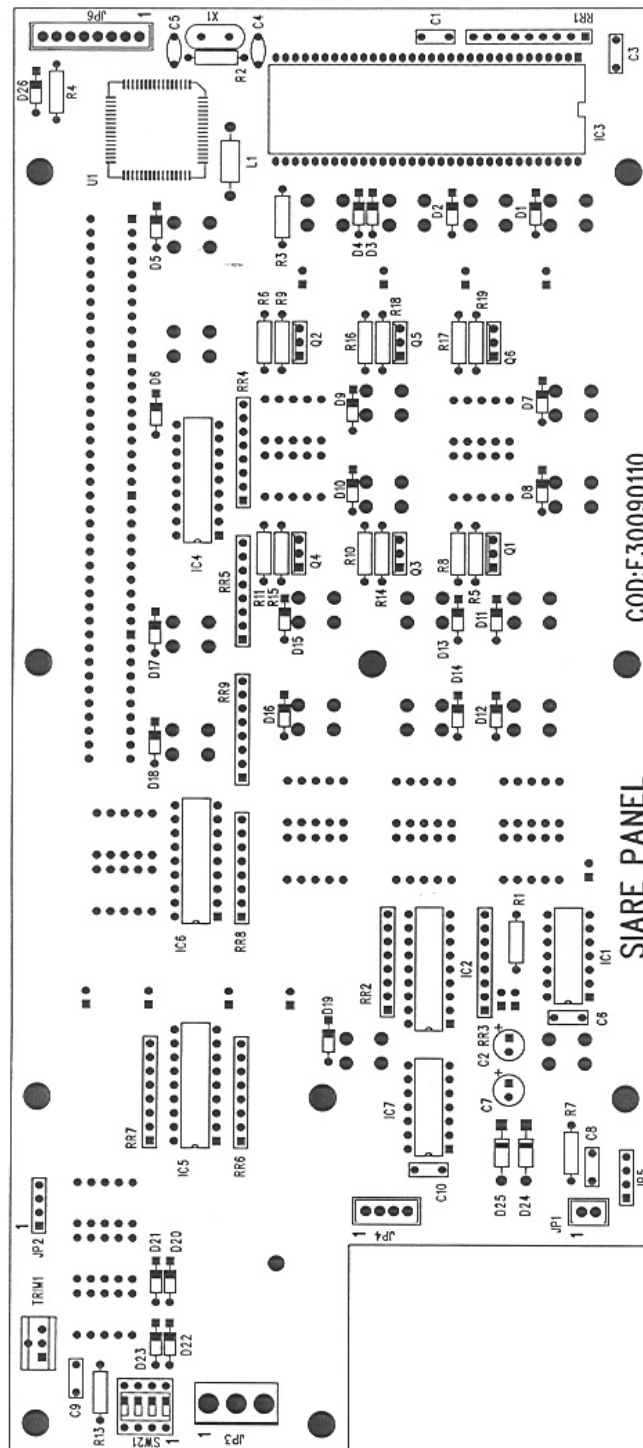 JP6
1
C5
X1
C4
C1
RR1
C3
D26
R4
R2
U1
L1
IC3
D5
R3
D4
D3
D2
D1
R6
R9
Q2
R16
R18
Q5
R17
R19
Q6
D6
RR4
D9
D7
IC4
D10
D8
R11
R15
Q4
R10
R14
Q3
R8
R5
Q1
RR5
D17
D15
D13
D11
COD:F30090110
RR9
D18
D16
D14
D12
IC6
RR8
SIARE PANEL
RR2
IC2
R1
IC1
D19
RR3
C2
C6
RR7
IC5
RR6
IC7
C7
C10
D25
D24
R7
C8
JP5
JP2
1
JP4
1
JP1
1
D21
D20
TRIM1
D23
D22
C9
R13
SW21
1
JP3
1